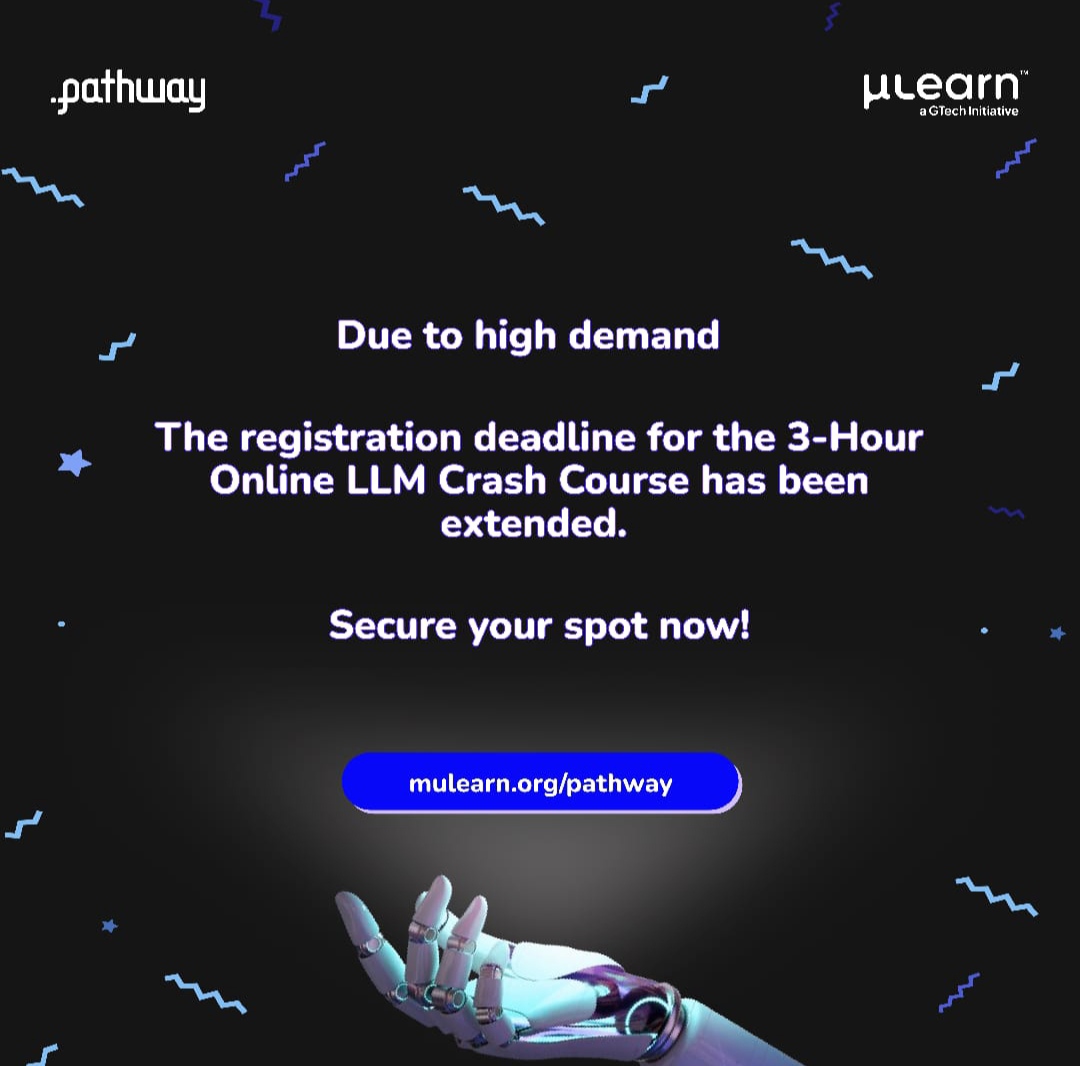 .pathway
µLearn™
a GTech Initiative
Due to high demand
The registration deadline for the 3-Hour
Online LLM Crash Course has been
extended.
Secure your spot now!
mulearn.org/pathway